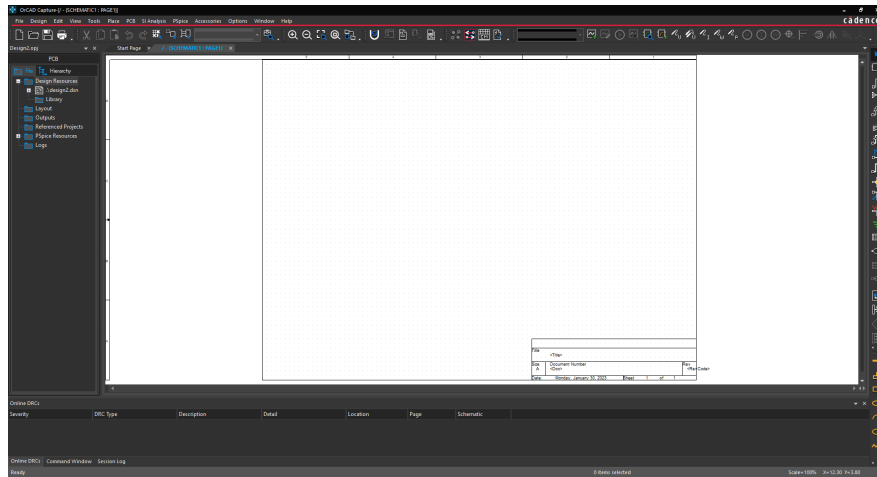 OrCAD Capture-[/ - (SCHEMATIC1 : PAGE1)]
File Design Edit View Tools Place PCB SI Analysis PSpice Accessories Options Window Help
cādence
Design2.opj
Start Page
/ - (SCHEMATIC1 : PAGE1)
PCB
File Hierarchy
Design Resources
.\design2.dsn
Library
Layout
Outputs
Referenced Projects
PSpice Resources
Logs
Title
<Title>
Size Document Number Rev
A <Doc> <RevCode>
Date: Monday, January 30, 2023 Sheet 1 of 1
Online DRCs
Severity DRC Type Description Detail Location Page Schematic
Online DRCs Command Window Session Log
Ready 0 items selected Scale=100% X=12.30 Y=3.80